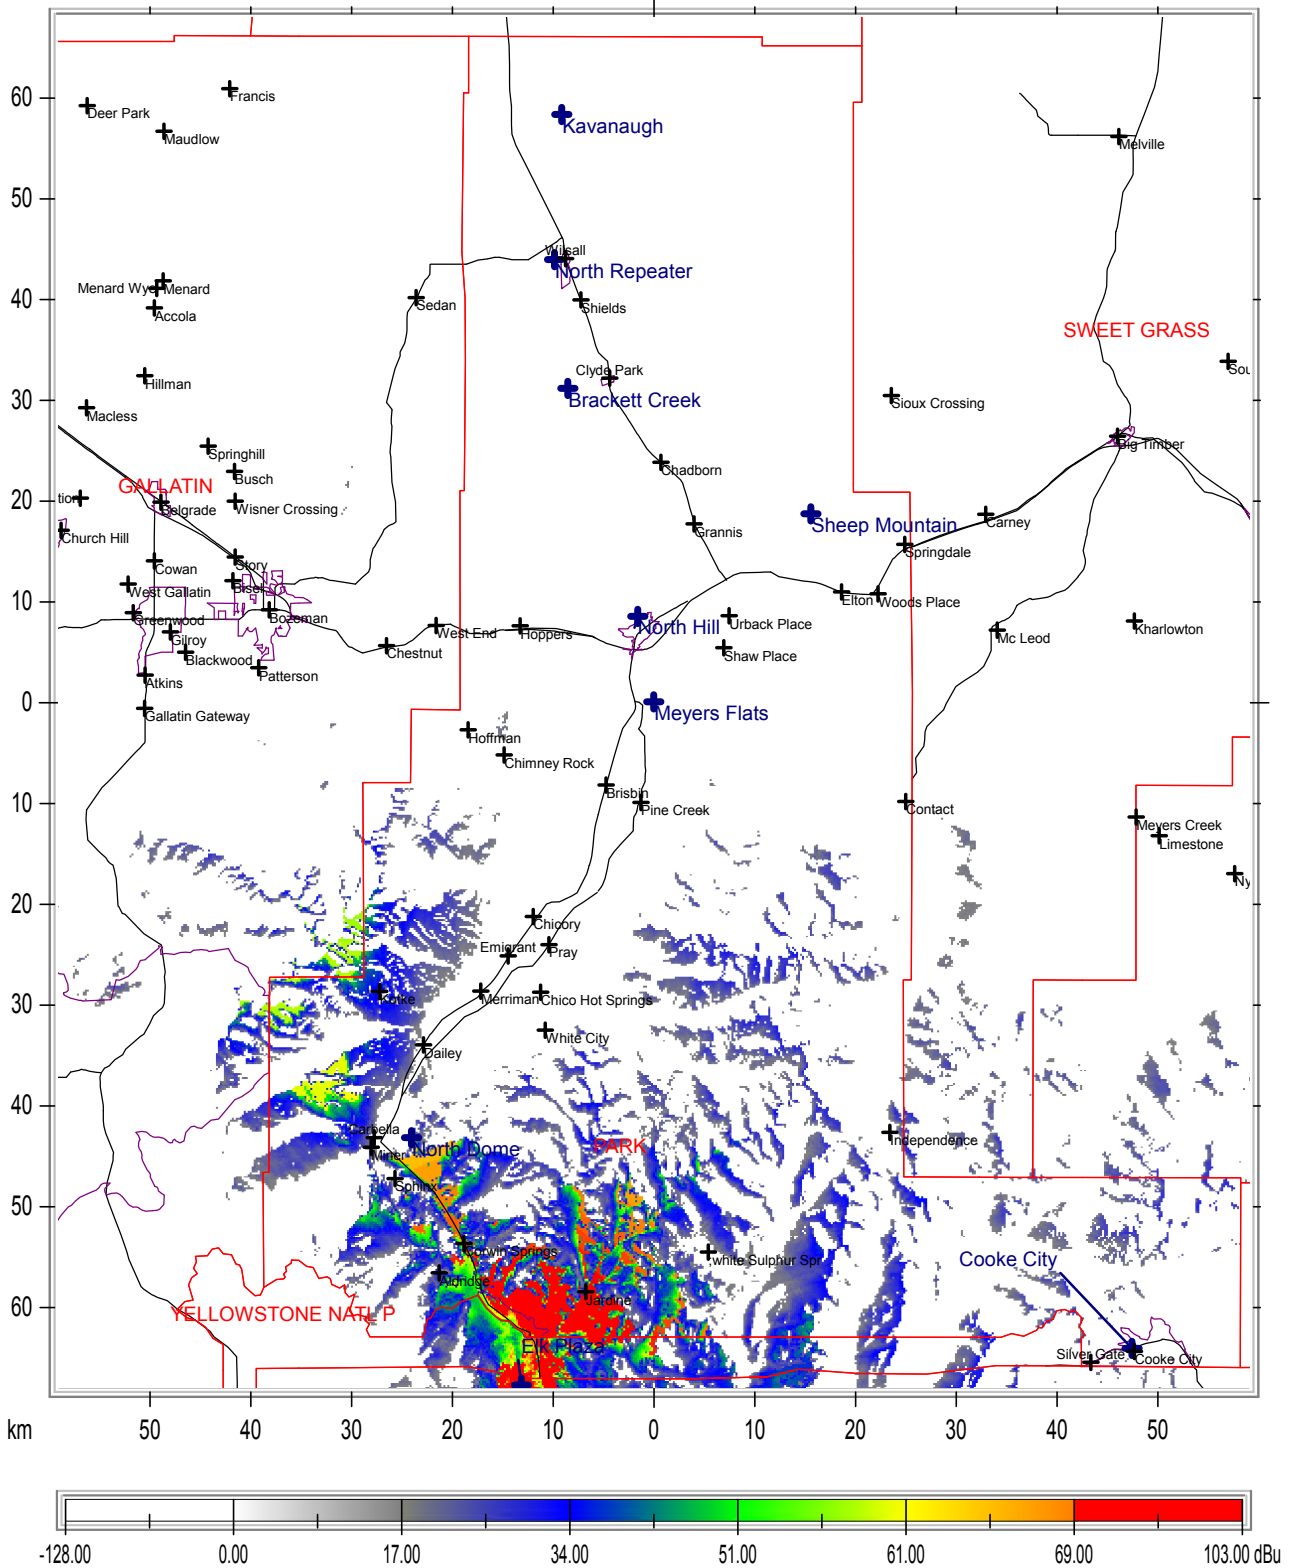 60
Francis
Deer Park
Kavanaugh
Maudlow
Melville
50
Wilsall
North Repeater
Menard Wye
Menard
40
Sedan
Shields
Accola
SWEET GRASS
Sou
Clyde Park
Hillman
Brackett Creek
Sioux Crossing
30
Macless
Big Timber
Springhill
Chadborn
Busch
GALLATIN
20
tion
Belgrade
Wisner Crossing
Sheep Mountain
Carney
Grannis
Church Hill
Springdale
Story
Cowan
Bisel
West Gallatin
10
Elton
Woods Place
Greenwood
Bozeman
North Hill
Urback Place
Kharlowton
West End
Hoppers
Gilroy
Mc Leod
Chestnut
Shaw Place
Blackwood
Patterson
Atkins
0
Gallatin Gateway
Meyers Flats
Hoffman
Chimney Rock
Brisbin
10
Pine Creek
Contact
Meyers Creek
Limestone
Ny
20
Chicory
Emigrant
Pray
30
Merriman
Chico Hot Springs
White City
Dailey
40
Carbella
North Dome
PARK
Independence
Miner
Sphinx
50
Corwin Springs
white Sulphur Spr
Cooke City
Aldridge
Jardine
60
YELLOWSTONE NATL P
Elk Plaza
Silver Gate
Cooke City
km
50
40
30
20
10
0
10
20
30
40
50
-128.00
0.00
17.00
34.00
51.00
61.00
69.00
103.00 dBu